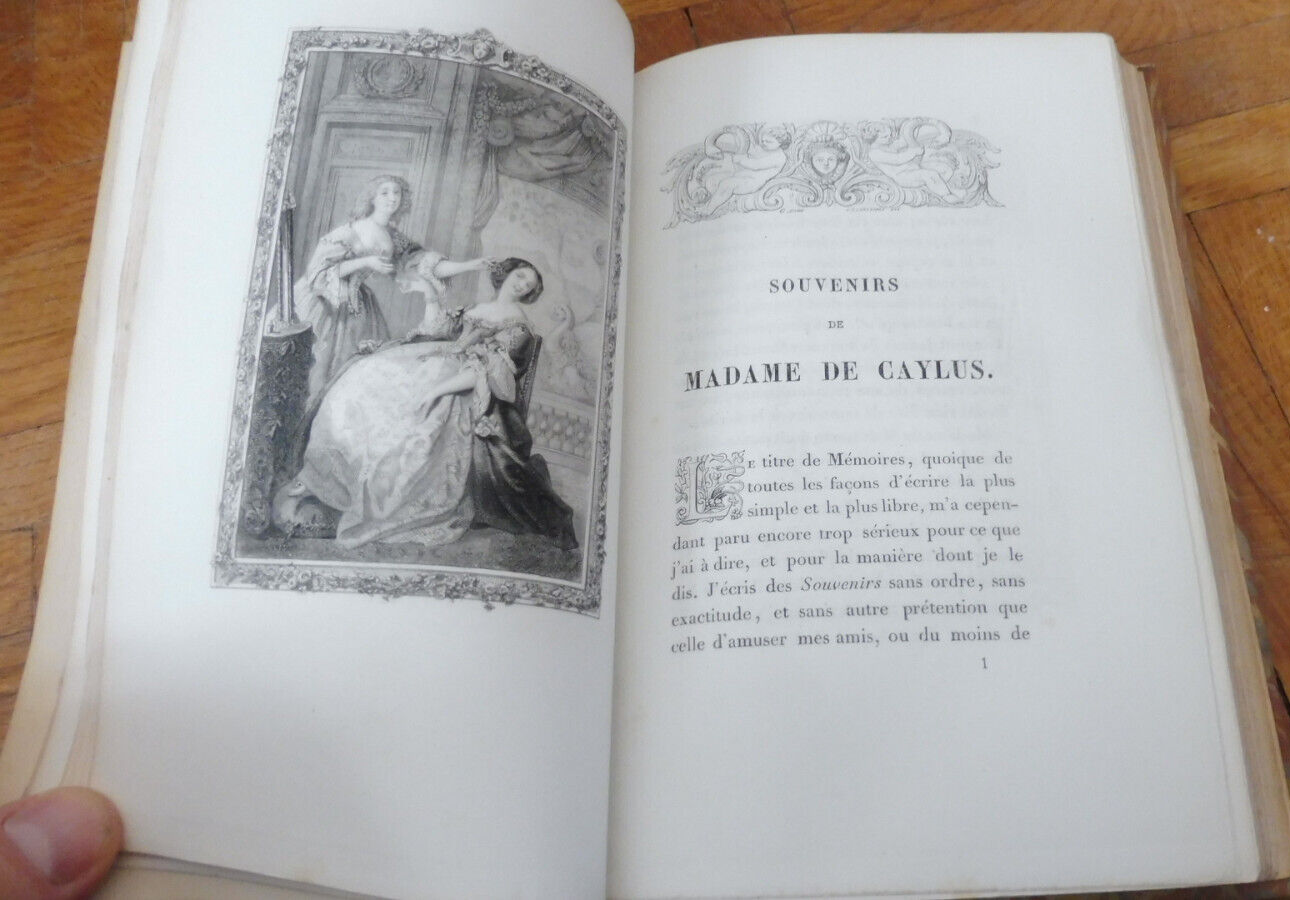 SOUVENIRS
DE
MADAME DE CAYLUS.
LE titre de Mémoires, quoique de
toutes les façons d'écrire la plus
simple et la plus libre, m'a cepen-
dant paru encore trop sérieux pour ce que
j'ai à dire, et pour la manière dont je le
dis. J'écris des Souvenirs sans ordre, sans
exactitude, et sans autre prétention que
celle d'amuser mes amis, ou du moins de
1